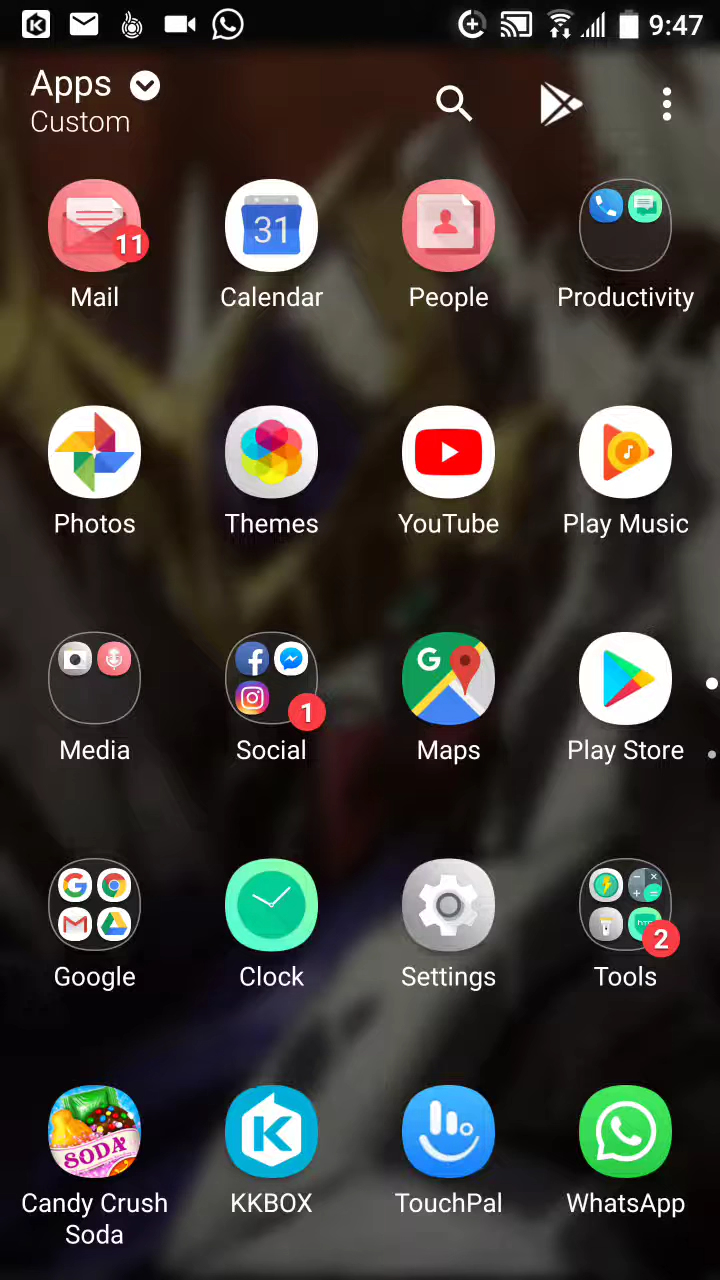 9:47
Apps
Custom
11
31
Mail
Calendar
People
Productivity
Photos
Themes
YouTube
Play Music
G
1
Media
Social
Maps
Play Store
2
Google
Clock
Settings
Tools
SODA
Candy Crush
Soda
KKBOX
TouchPal
WhatsApp